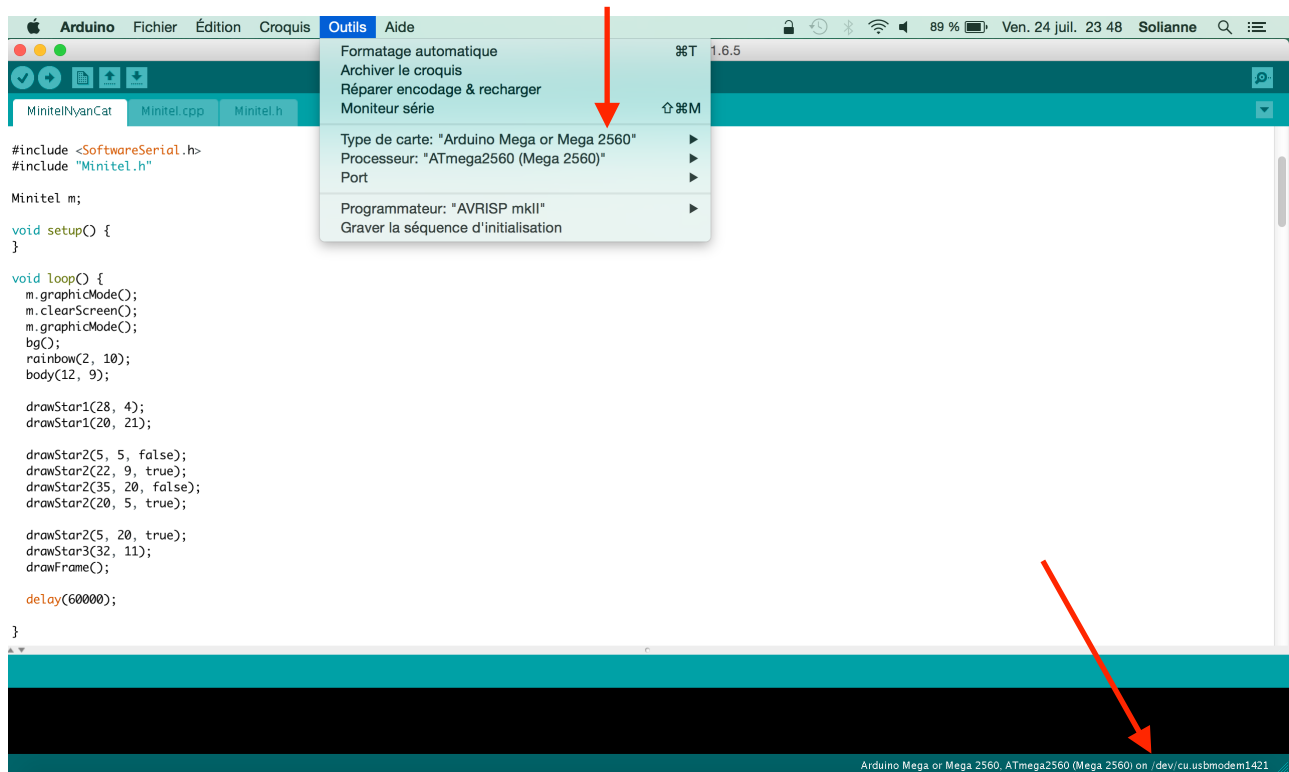 Arduino Fichier Édition Croquis Outils Aide 89 % Ven. 24 juil. 23 48 Solianne
1.6.5
Formatage automatique ⌘T
Archiver le croquis
Réparer encodage & recharger
Moniteur série ⇧⌘M
Type de carte: "Arduino Mega or Mega 2560"
Processeur: "ATmega2560 (Mega 2560)"
Port
Programmateur: "AVRISP mkII"
Graver la séquence d'initialisation
MinitelNyanCat Minitel.cpp Minitel.h
#include <SoftwareSerial.h>
#include "Minitel.h"
Minitel m;
void setup() {
}
void loop() {
m.graphicMode();
m.clearScreen();
m.graphicMode();
bg();
rainbow(2, 10);
body(12, 9);
drawStar1(28, 4);
drawStar1(20, 21);
drawStar2(5, 5, false);
drawStar2(22, 9, true);
drawStar2(35, 20, false);
drawStar2(20, 5, true);
drawStar2(5, 20, true);
drawStar3(32, 11);
drawFrame();
delay(60000);
}
Arduino Mega or Mega 2560, ATmega2560 (Mega 2560) on /dev/cu.usbmodem1421